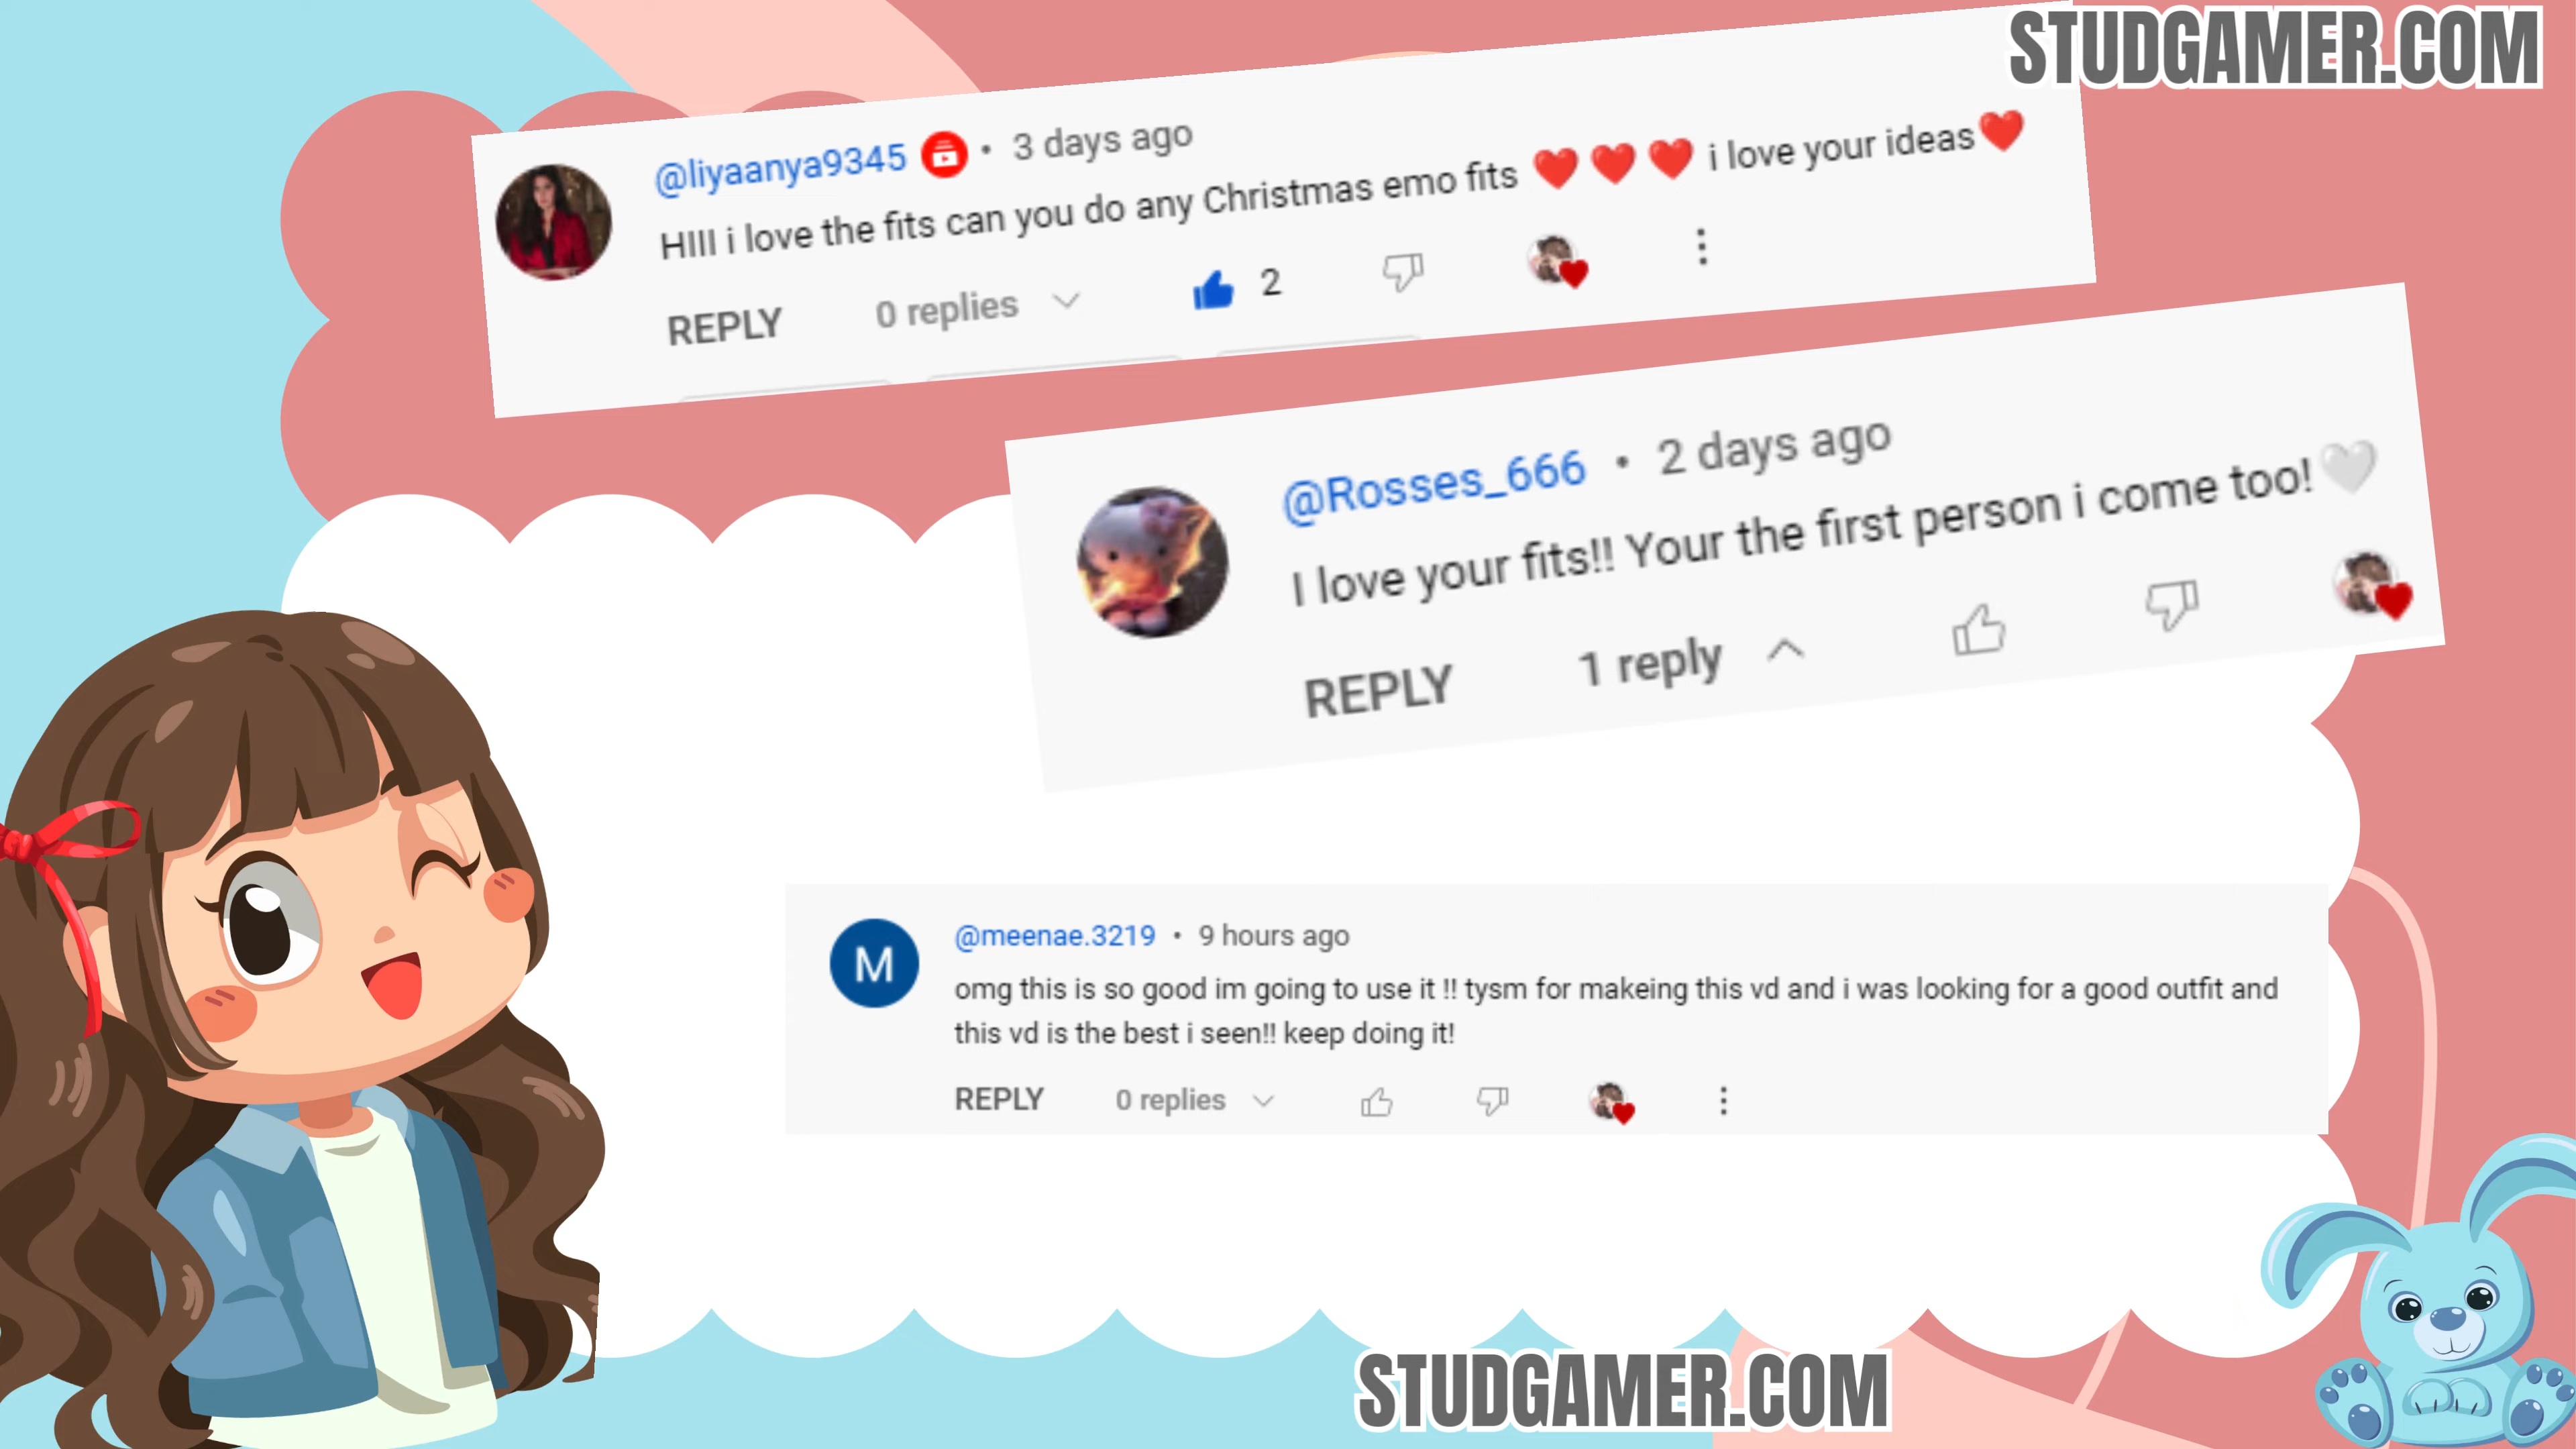 STUDGAMER.COM
@liyaanya9345 • 3 days ago
HIII i love the fits can you do any Christmas emo fits ❤️❤️❤️ i love your ideas❤️
REPLY 0 replies 2
@Rosses_666 • 2 days ago
I love your fits!! Your the first person i come too!🤍
REPLY 1 reply
M
@meenae.3219 • 9 hours ago
omg this is so good im going to use it !! tysm for makeing this vd and i was looking for a good outfit and
this vd is the best i seen!! keep doing it!
REPLY 0 replies
STUDGAMER.COM